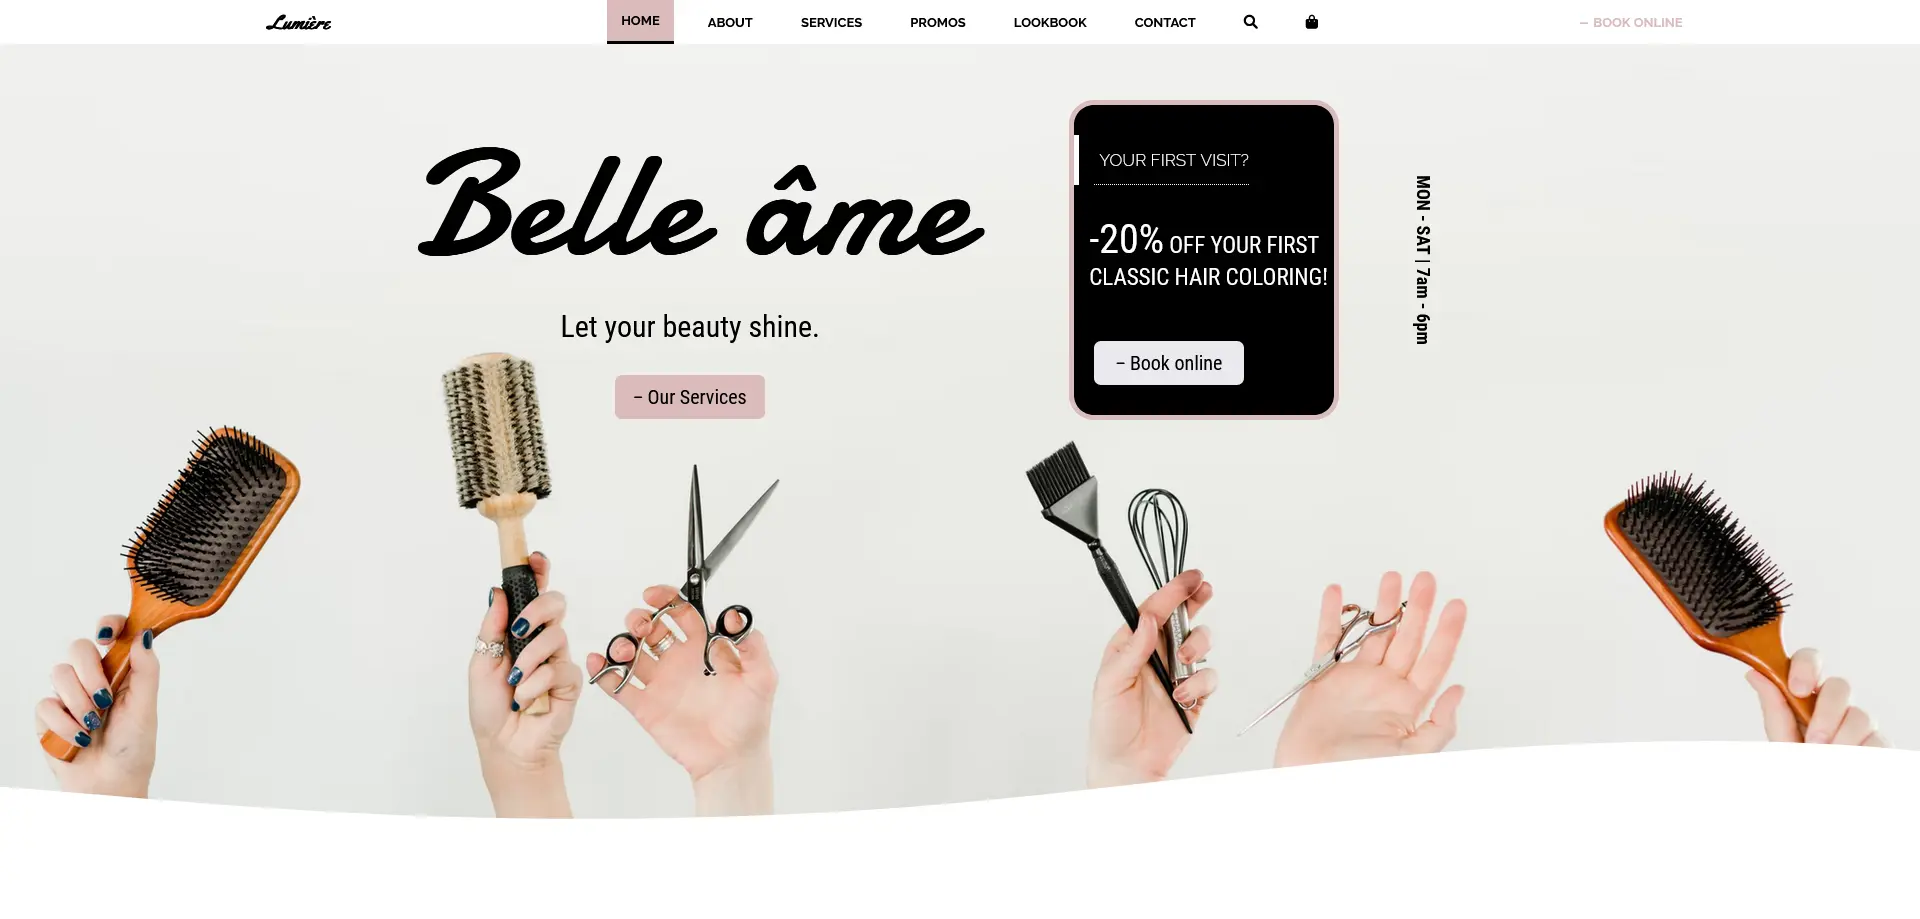 Lumière
HOME
ABOUT
SERVICES
PROMOS
LOOKBOOK
CONTACT
– BOOK ONLINE
Belle âme
Let your beauty shine.
– Our Services
YOUR FIRST VISIT?
-20% OFF YOUR FIRST
CLASSIC HAIR COLORING!
– Book online
MON - SAT | 7am - 6pm